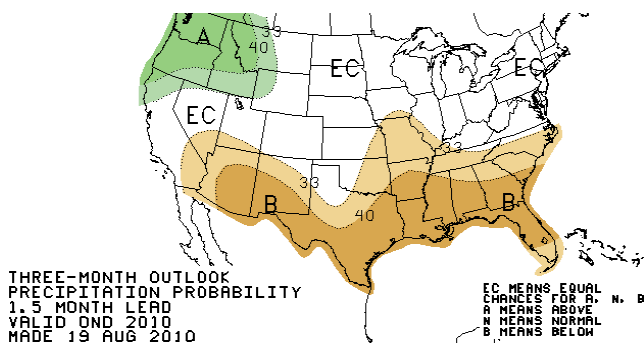 33
A
40
EC
EC
EC
33
33
B
B
40
THREE-MONTH OUTLOOK
PRECIPITATION PROBABILITY
1.5 MONTH LEAD
VALID OND 2010
MADE 19 AUG 2010
EC MEANS EQUAL
CHANCES FOR A, N, B
A MEANS ABOVE
N MEANS NORMAL
B MEANS BELOW